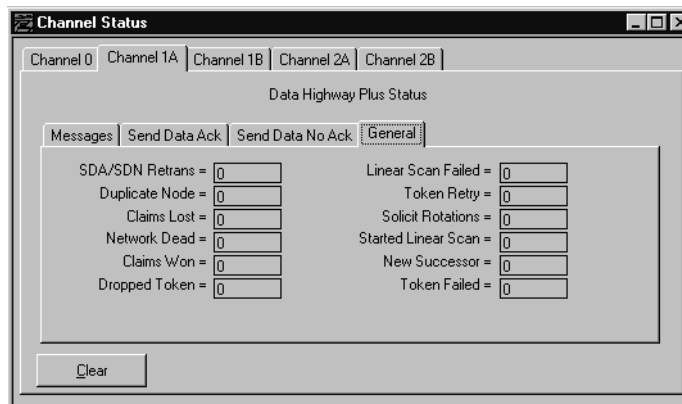 Channel Status
Channel 0 Channel 1A Channel 1B Channel 2A Channel 2B
Data Highway Plus Status
Messages Send Data Ack Send Data No Ack General
SDA/SDN Retrans = 0 Linear Scan Failed = 0
Duplicate Node = 0 Token Retry = 0
Claims Lost = 0 Solicit Rotations = 0
Network Dead = 0 Started Linear Scan = 0
Claims Won = 0 New Successor = 0
Dropped Token = 0 Token Failed = 0
Clear